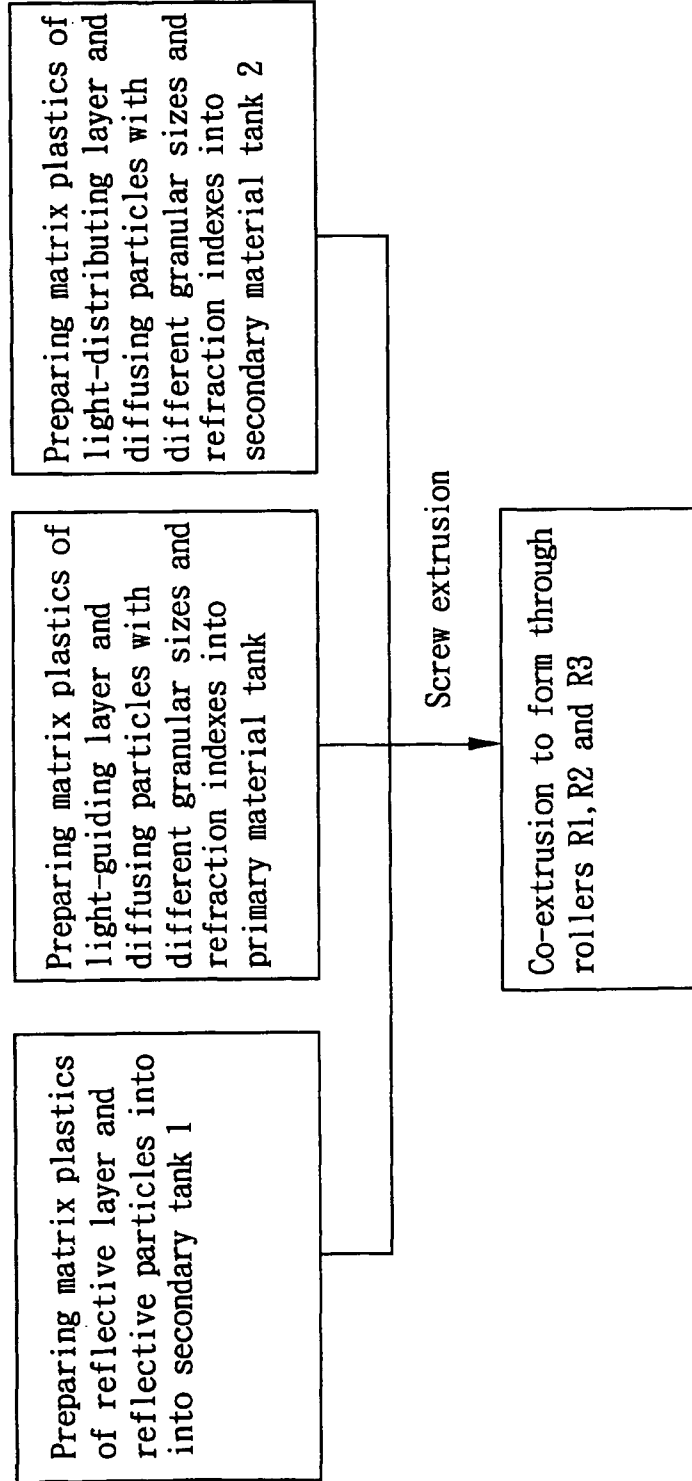 Preparing matrix plastics
of reflective layer and
reflective particles into
into secondary tank 1
Preparing matrix plastics of
light-guiding layer and
diffusing particles with
different granular sizes and
refraction indexes into
primary material tank
Preparing matrix plastics of
light-distributing layer and
diffusing particles with
different granular sizes and
refraction indexes into
secondary material tank 2
Screw extrusion
Co-extrusion to form through
rollers R1, R2 and R3